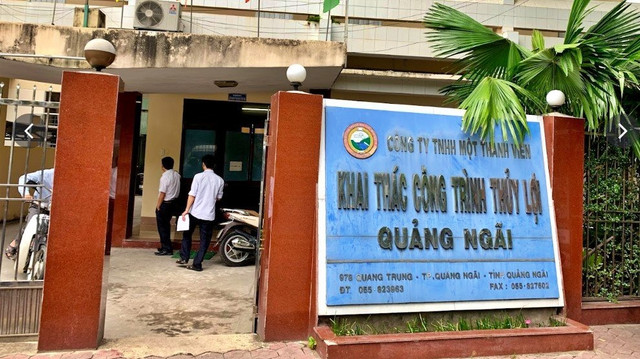 CÔNG TY TNHH MỘT THÀNH VIÊN
KHAI THÁC CÔNG TRÌNH THỦY LỢI
QUẢNG NGÃI
978 QUANG TRUNG - TP.QUẢNG NGÃI - TỈNH QUẢNG NGÃI
ĐT. 055 823963 FAX : 055-827602